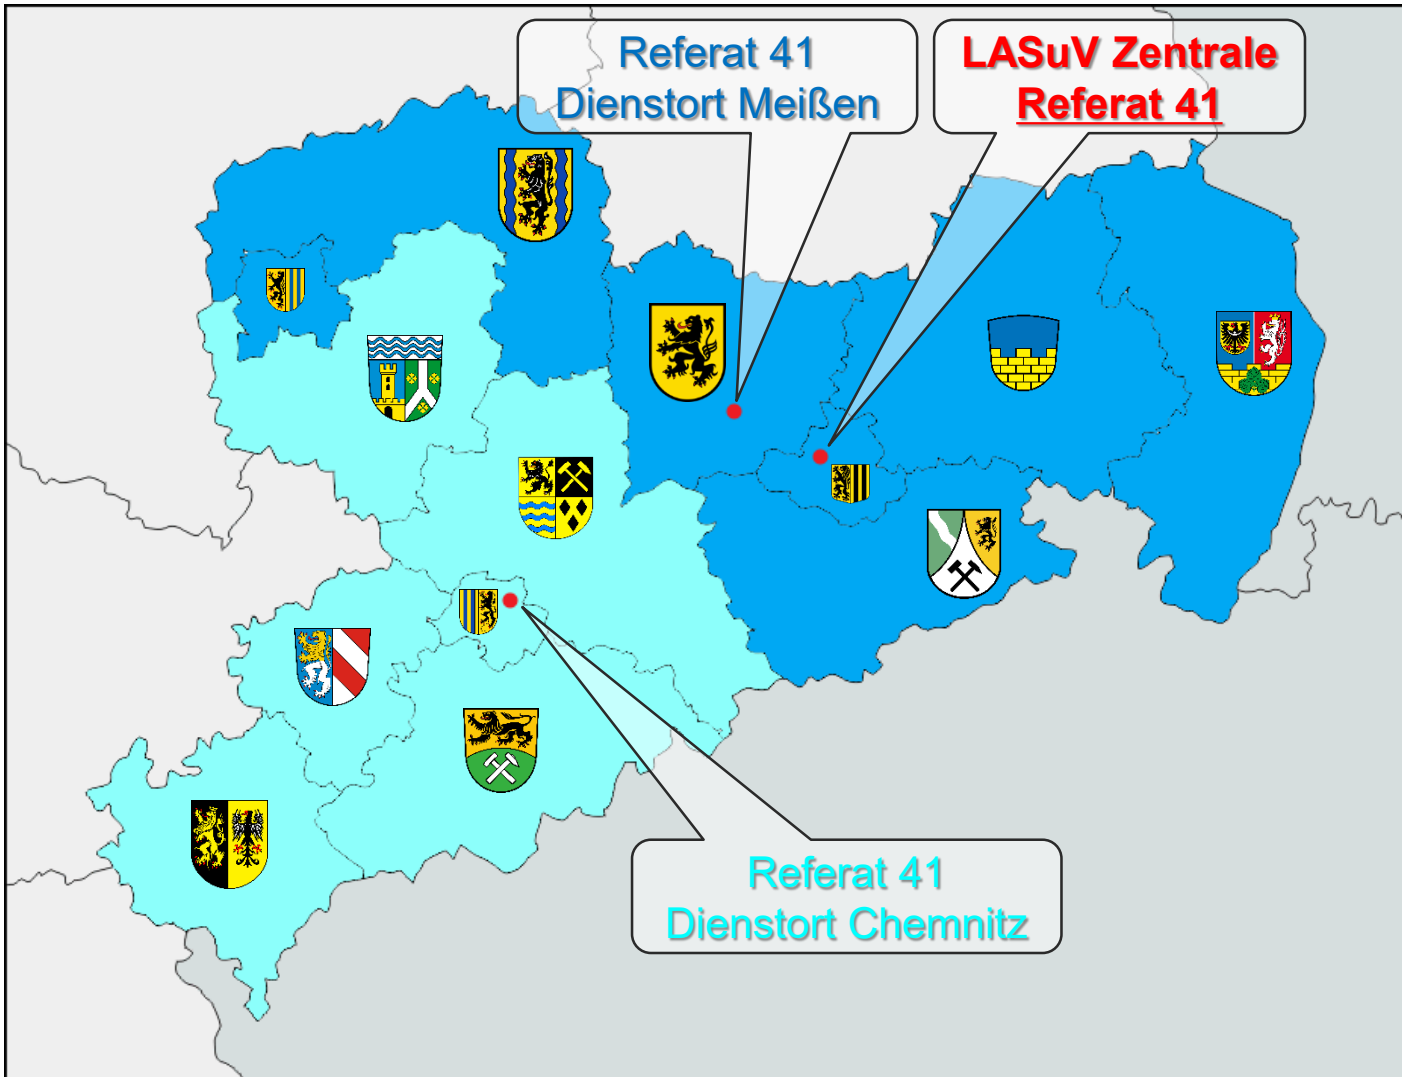 Referat 41
Dienstort Meißen
LASuV Zentrale
Referat 41
Referat 41
Dienstort Chemnitz